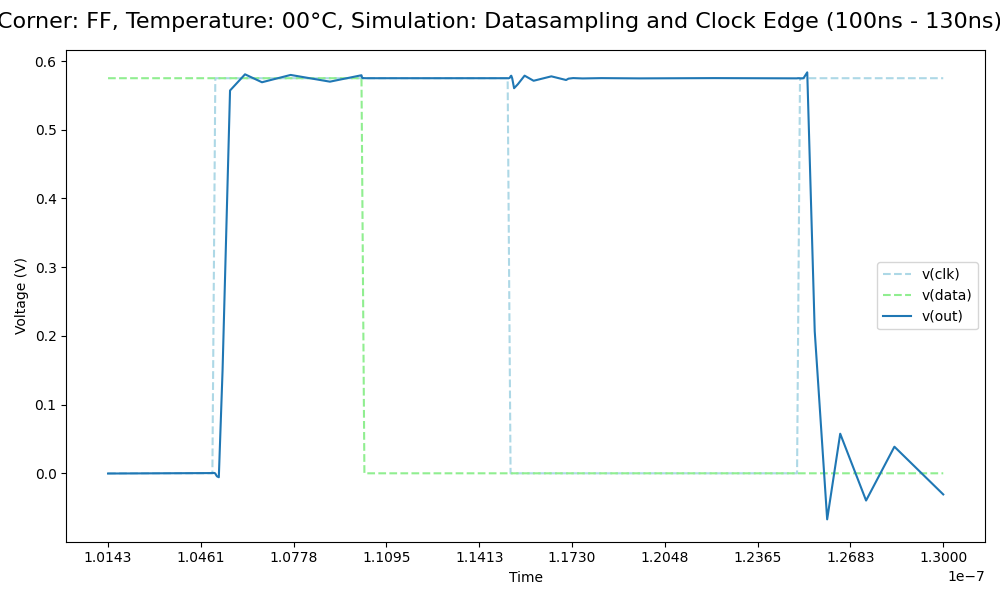 Corner: FF, Temperature: 00°C, Simulation: Datasampling and Clock Edge (100ns - 130ns)
0.6
0.5
0.4
0.3
0.2
0.1
0.0
Voltage (V)
v(clk)
v(data)
v(out)
1.0143 1.0461 1.0778 1.1095 1.1413 1.1730 1.2048 1.2365 1.2683 1.3000
1e−7
Time